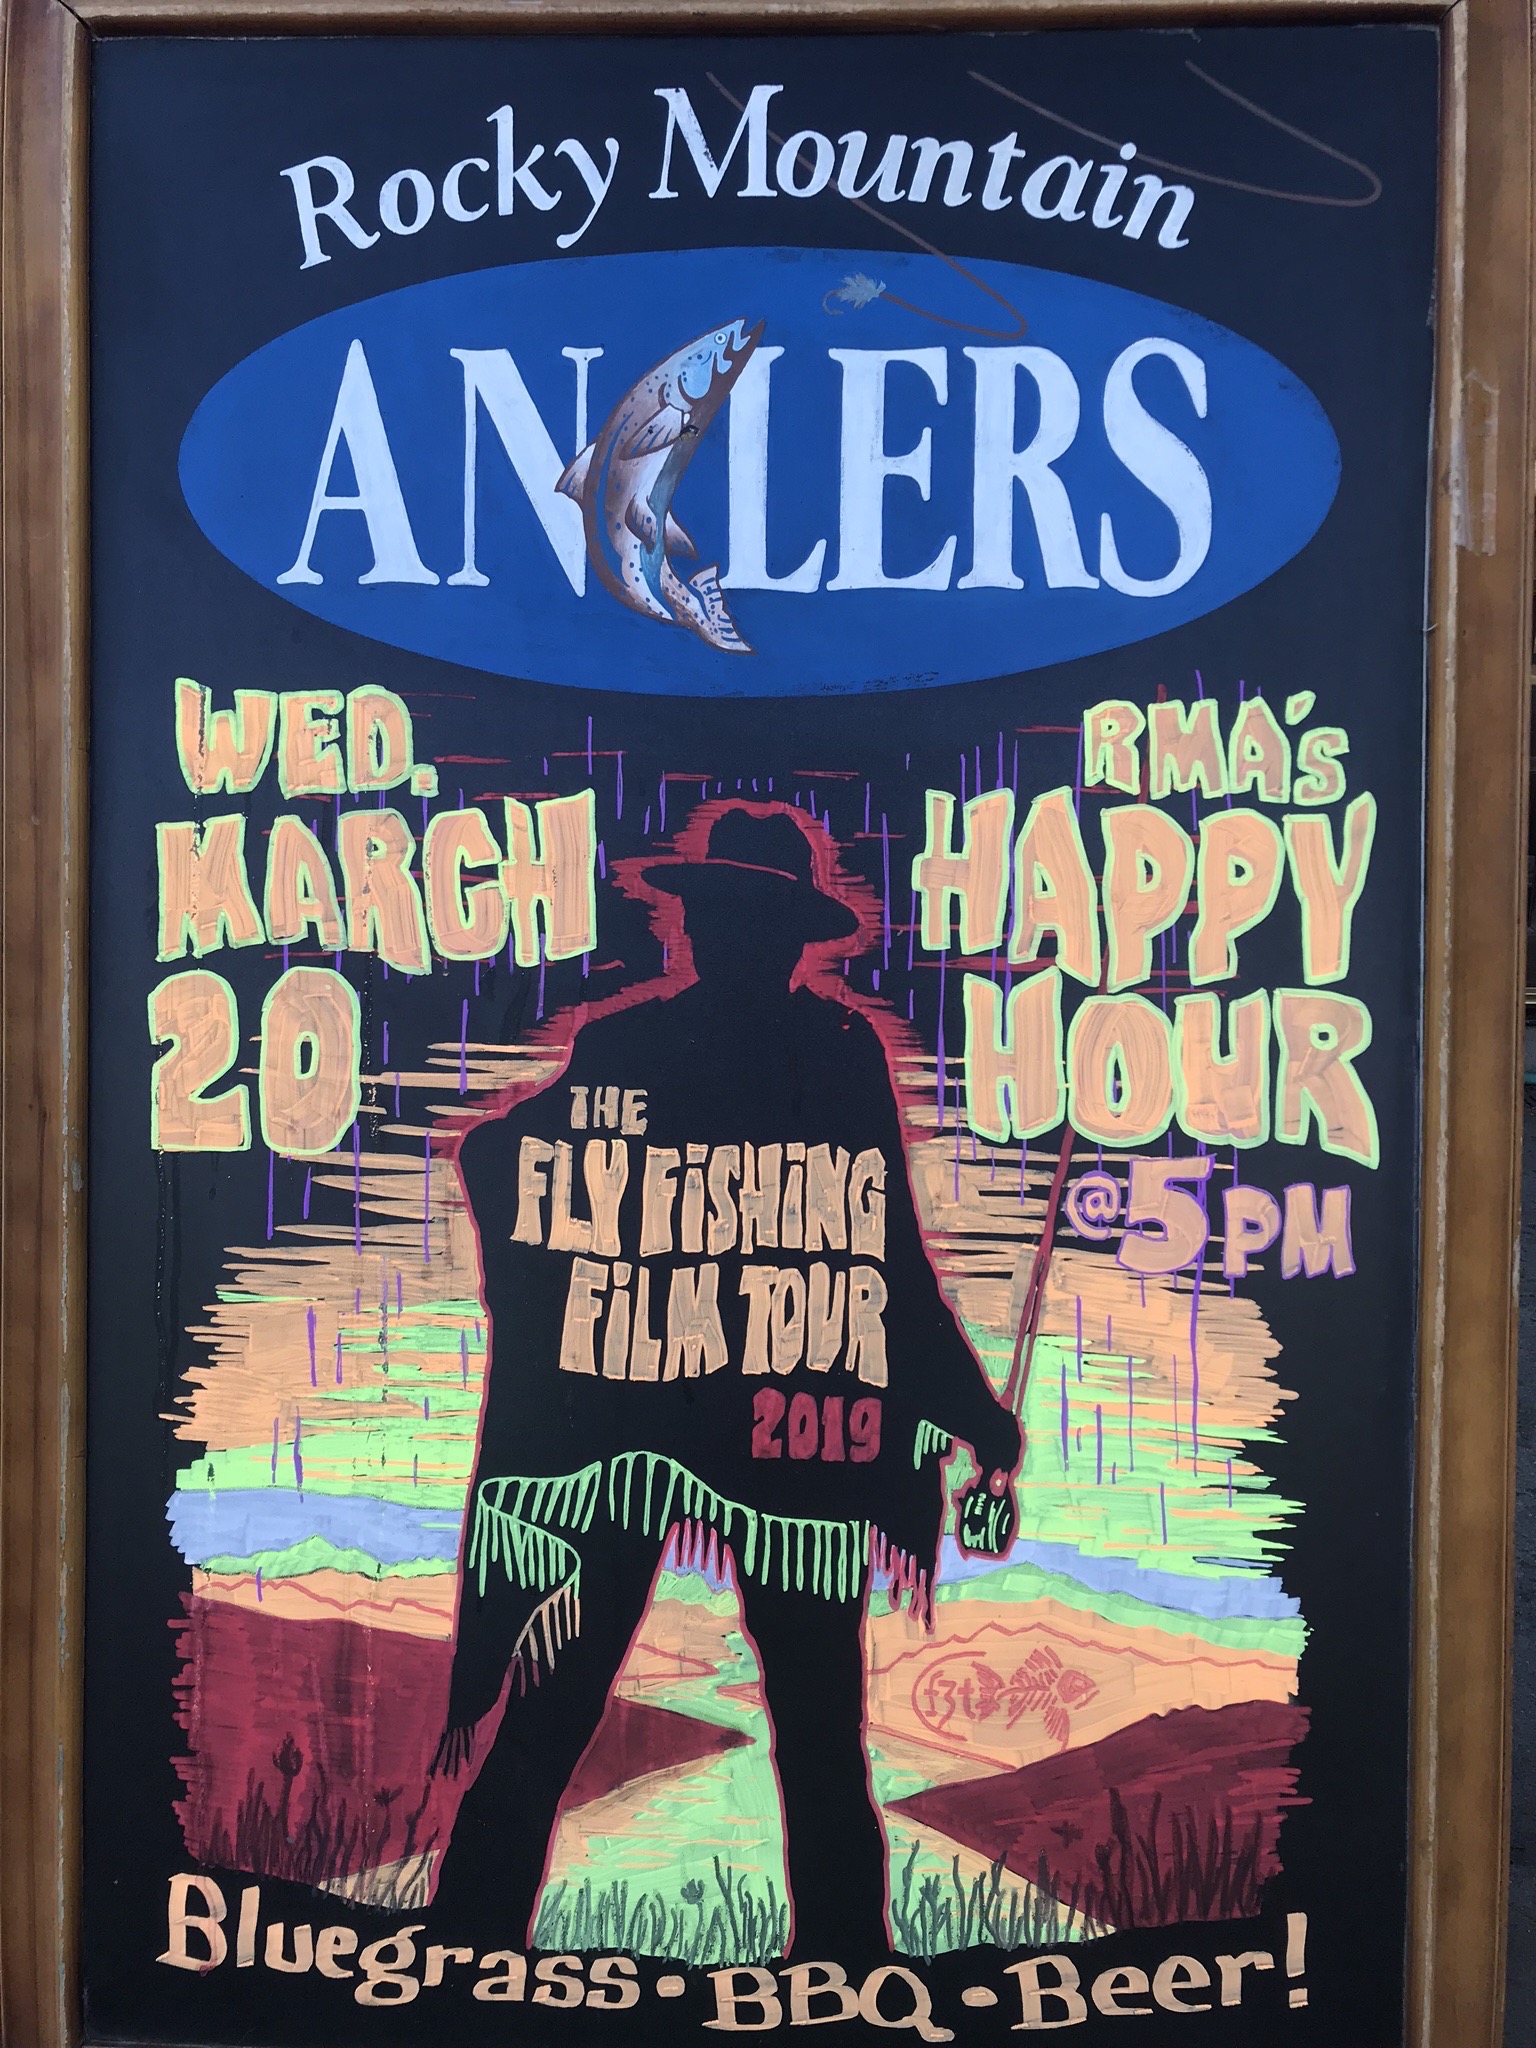 Rocky Mountain
ANGLERS
WED.
MARCH
20
RMA's
HAPPY
HOUR
@5PM
THE
FLY FiSHiNG
FiLM TOUR
2019
f3t
Bluegrass • BBQ • Beer!